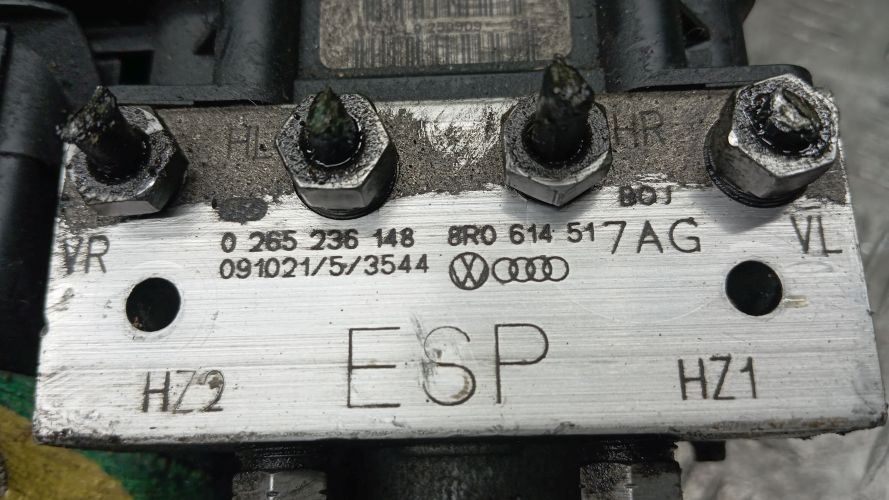 HL HR
BOJ
VR 0 265 236 148 8R0 614 517AG VL
091021/5/3544
ESP
HZ2 HZ1